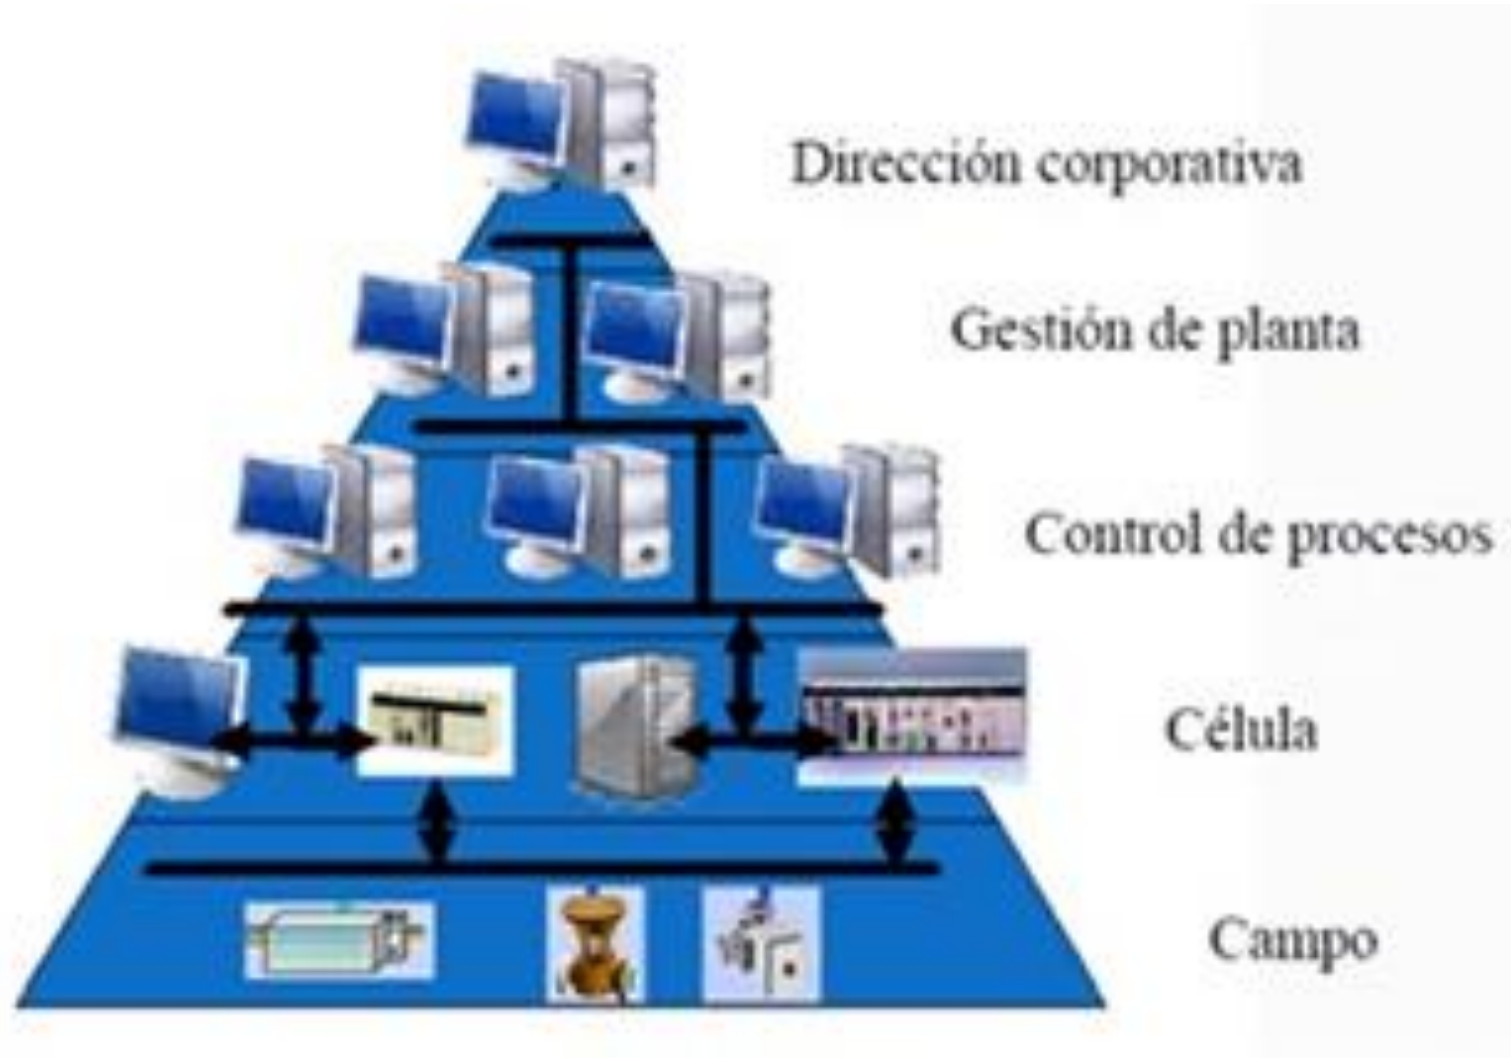 Dirección corporativa
Gestión de planta
Control de procesos
Célula
Campo